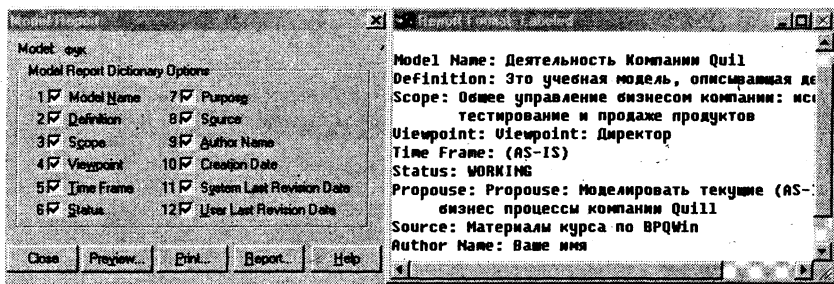 Model Report
Model: фук
Model Report Dictionary Options
1 Model Name 7 Purpose
2 Definition 8 Source
3 Scope 9 Author Name
4 Viewpoint 10 Creation Date
5 Time Frame 11 System Last Revision Date
6 Status 12 User Last Revision Date
Close Preview... Print... Report... Help
Report Format: Labeled
Model Name: Деятельность Компании Quil
Definition: Это учебная модель, описывающая де
Scope: Общее управление бизнесом компании: исс
тестирование и продаже продуктов
Viewpoint: Viewpoint: Директор
Time Frame: (AS-IS)
Status: WORKING
Propouse: Propouse: Моделировать текущие (AS-
бизнес процессы компании Quill
Source: Материалы курса по BPQWin
Author Name: Ваше имя